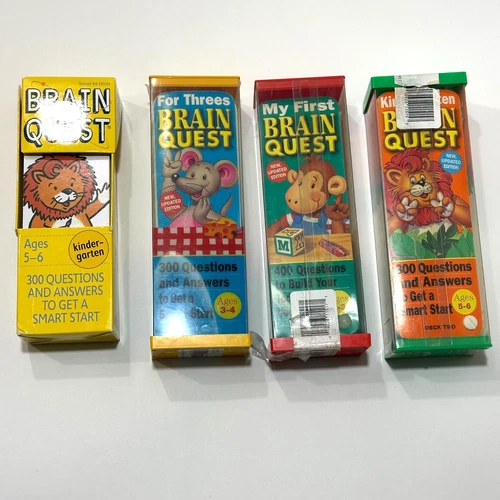 BRAIN
QUEST
Ages
5-6
kinder-
garten
300 QUESTIONS
AND ANSWERS
TO GET A
SMART START
For Threes
BRAIN
QUEST
NEW,
UPDATED
EDITION
300 Questions
and Answers
to Get a
Start
Ages
3-4
My First
BRAIN
QUEST
NEW,
UPDATED
EDITION
M
400 Questions
to Build Your
BRAIN
QUEST
NEW,
UPDATED
EDITION
300 Questions
and Answers
to Get a
Smart Start
Ages
5-6
DECK TWO